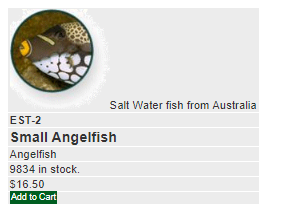 Salt Water fish from Australia
EST-2
Small Angelfish
Angelfish
9834 in stock.
$16.50
Add to Cart